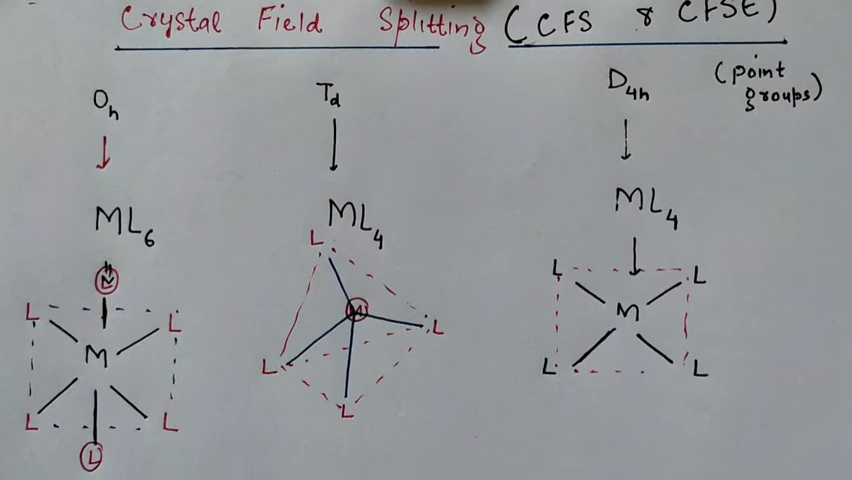 Crystal Field Splitting (CFS & CFSE)
Oh Td D4h (point groups)
ML6 ML4 ML4
L
L L
M
L L
L
L
M
L L
L
L L
M
L L